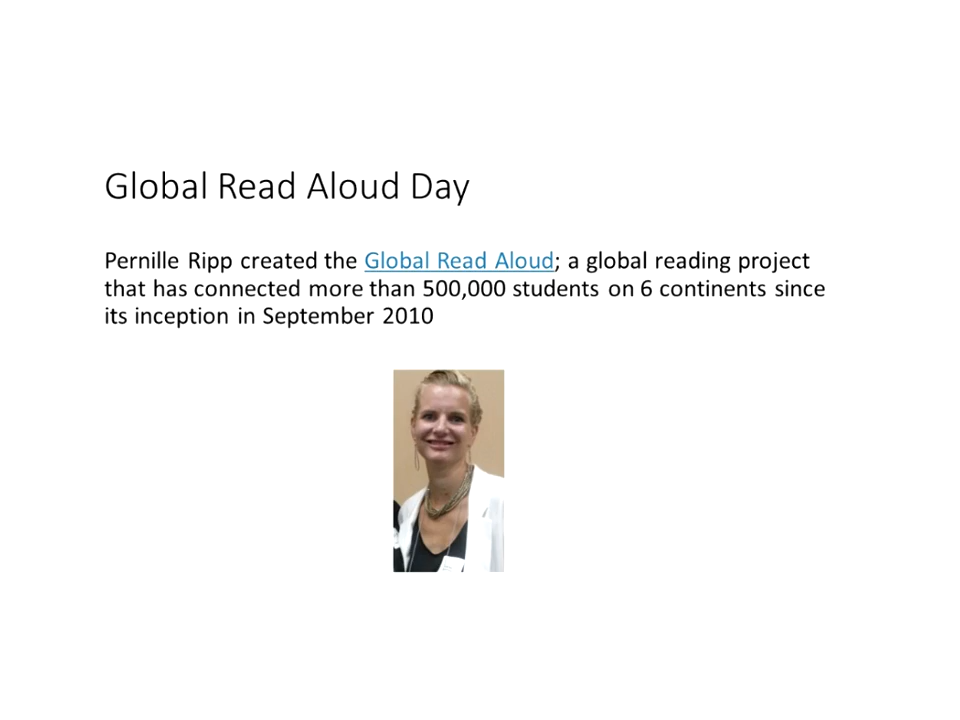 Global Read Aloud Day
Pernille Ripp created the Global Read Aloud; a global reading project
that has connected more than 500,000 students on 6 continents since
its inception in September 2010